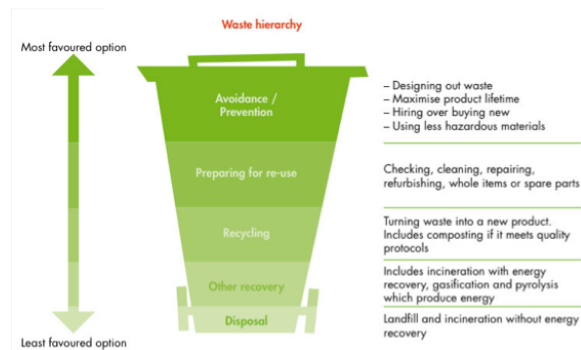 Waste hierarchy
Most favoured option
Avoidance /
Prevention
– Designing out waste
– Maximise product lifetime
– Hiring over buying new
– Using less hazardous materials
Preparing for re-use
Checking, cleaning, repairing,
refurbishing, whole items or spare parts
Recycling
Turning waste into a new product.
Includes composting if it meets quality
protocols
Other recovery
Includes incineration with energy
recovery, gasification and pyrolysis
which produce energy
Disposal
Landfill and incineration without energy
recovery
Least favoured option